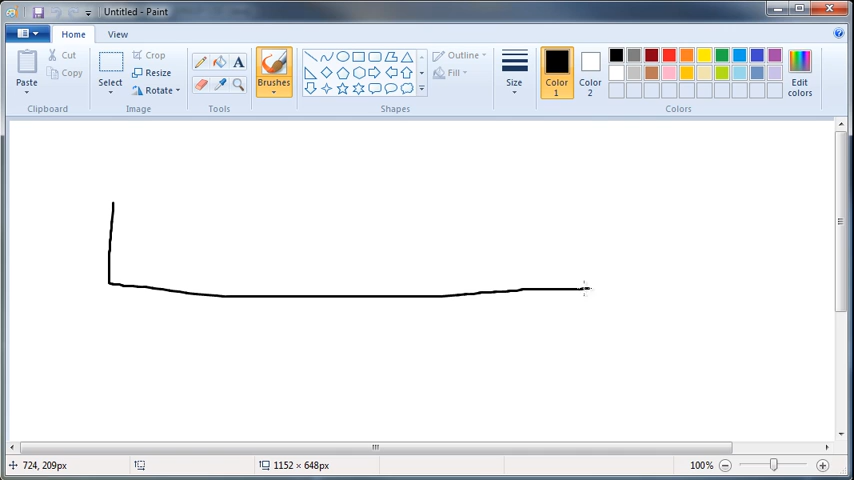 Untitled - Paint
Home View
Paste
Cut
Copy
Clipboard
Select
Crop
Resize
Rotate
Image
A
Tools
Brushes
Shapes
Outline
Fill
Size
Color 1
Color 2
Colors
Edit colors
724, 209px
1152 × 648px
100%